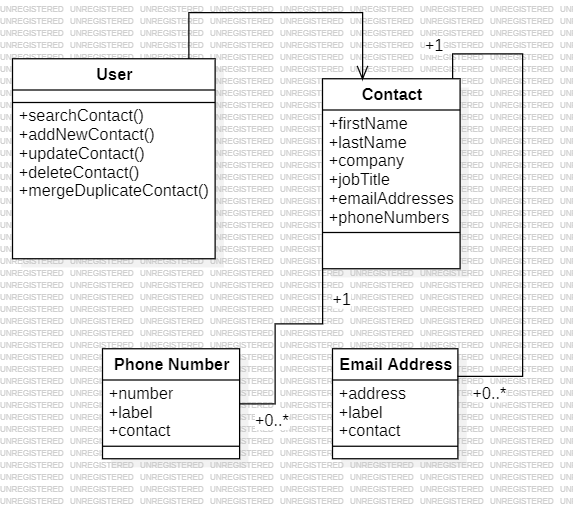 User
+searchContact()
+addNewContact()
+updateContact()
+deleteContact()
+mergeDuplicateContact()
+1
Contact
+firstName
+lastName
+company
+jobTitle
+emailAddresses
+phoneNumbers
+1
Phone Number
+number
+label
+contact
+0..*
Email Address
+address
+label
+contact
+0..*
UNREGISTERED UNREGISTERED UNREGISTERED UNREGISTERED UNREGISTERED UNREGISTERED UNREGISTERED UNREGISTERED